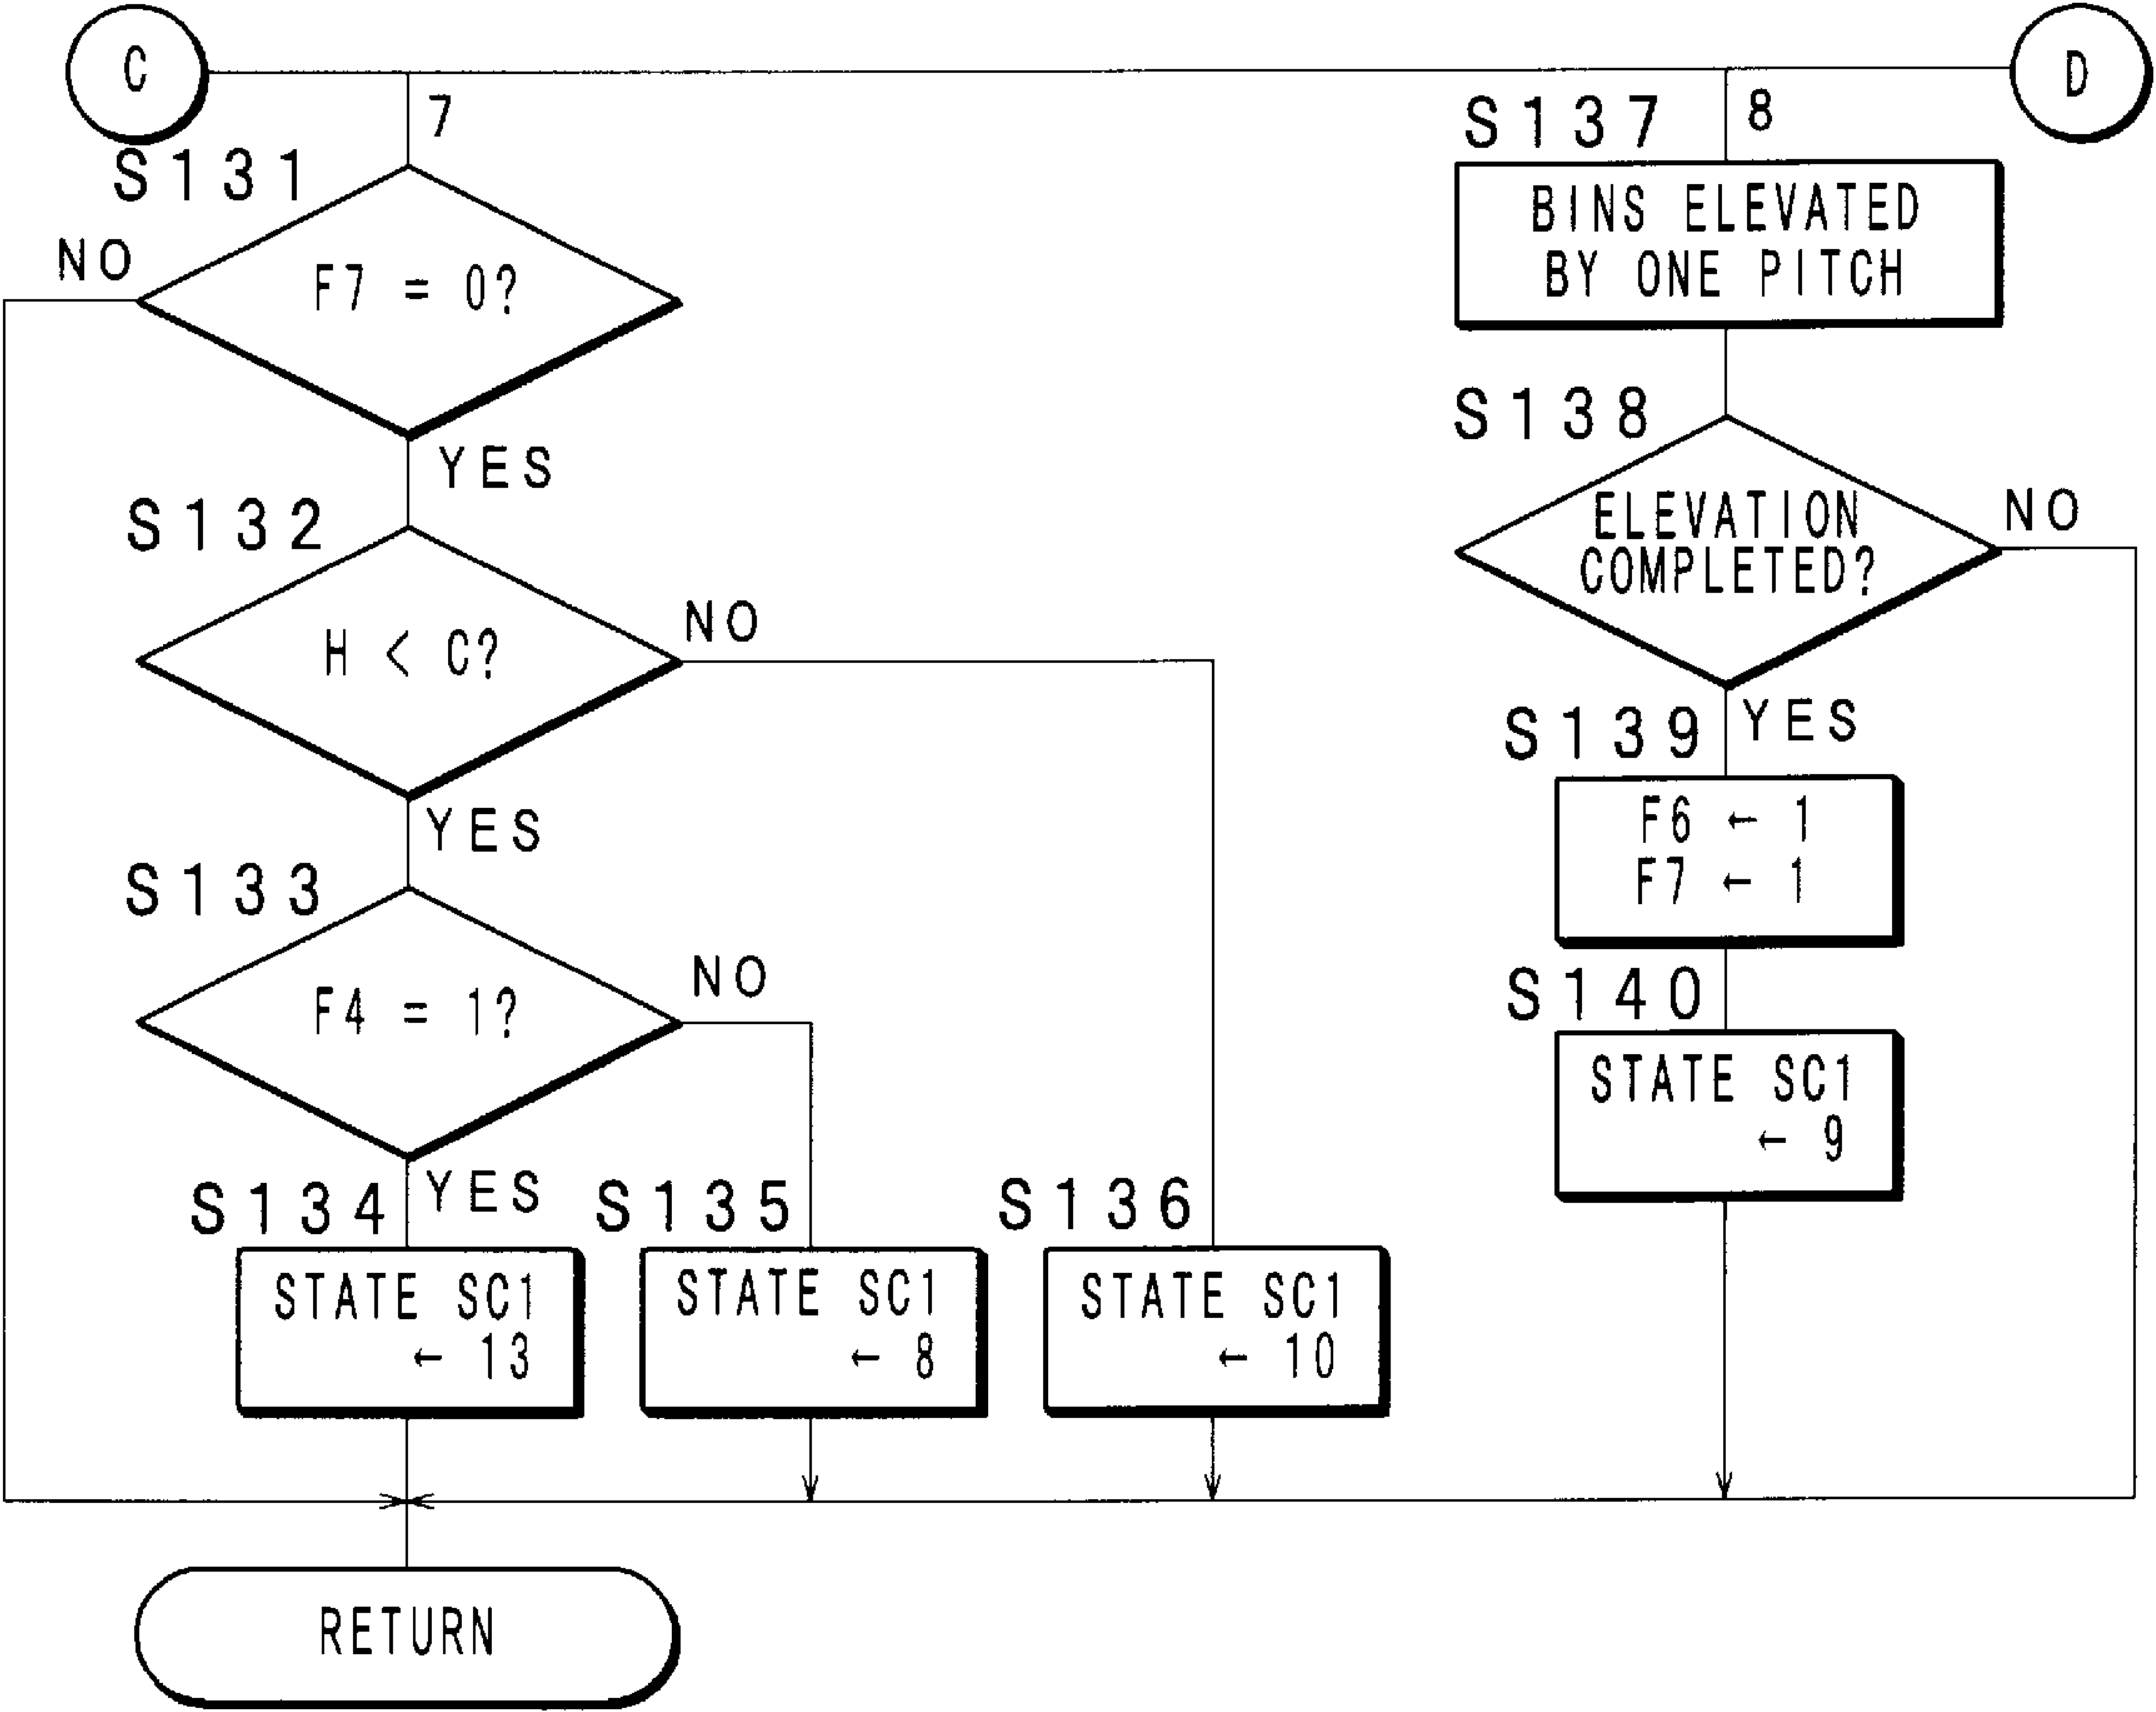 C
D
7
S131
NO
F7 = 0?
YES
S132
H < C?
NO
YES
S133
F4 = 1?
NO
YES
S134
STATE SC1
← 13
S135
STATE SC1
← 8
S136
STATE SC1
← 10
8
S137
BINS ELEVATED
BY ONE PITCH
S138
ELEVATION
COMPLETED?
NO
YES
S139
F6 ← 1
F7 ← 1
S140
STATE SC1
← 9
RETURN